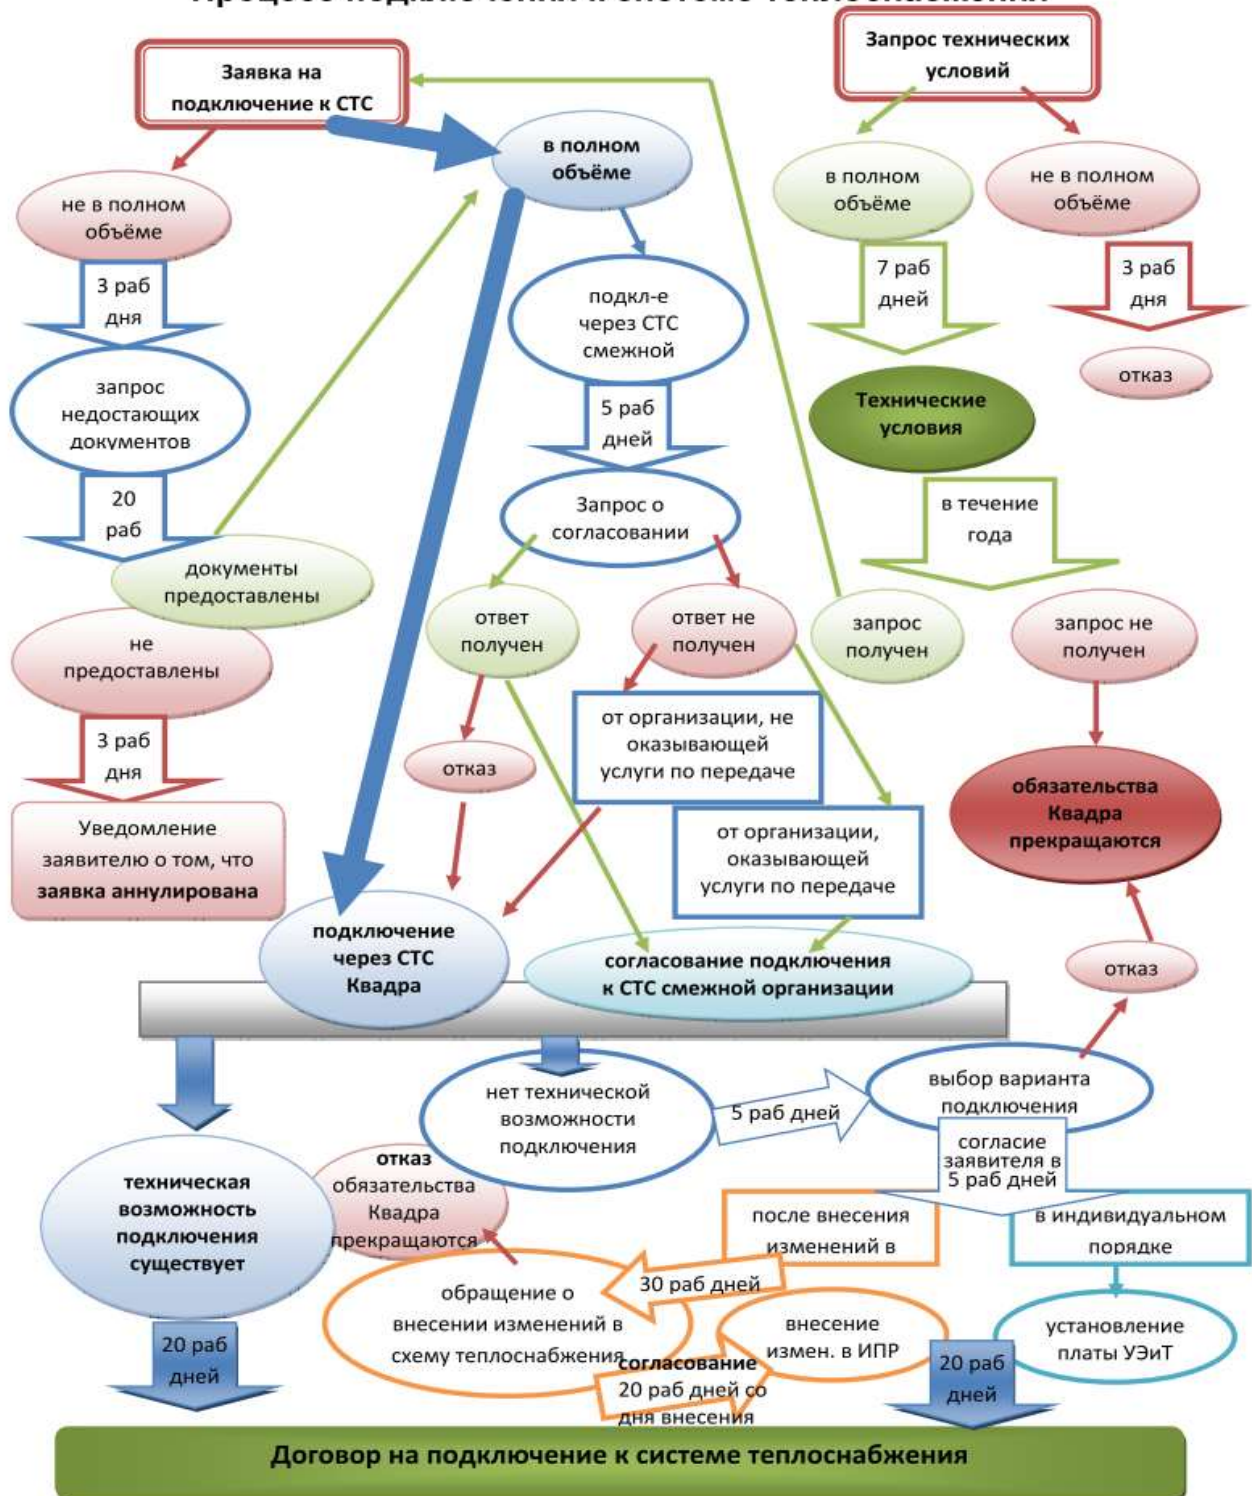 Процесс подключения к системе теплоснабжения
Заявка на
подключение к СТС
Запрос технических
условий
в полном
объёме
не в полном
объёме
в полном
объёме
не в полном
объёме
3 раб
дня
7 раб
дней
3 раб
дня
подкл-е
через СТС
смежной
отказ
запрос
недостающих
документов
5 раб
дней
Технические
условия
20
раб
Запрос о
согласовании
в течение
года
документы
предоставлены
не
предоставлены
ответ
получен
ответ не
получен
запрос
получен
запрос не
получен
3 раб
дня
отказ
от организации, не
оказывающей
услуги по передаче
обязательства
Квадра
прекращаются
Уведомление
заявителю о том, что
заявка аннулирована
от организации,
оказывающей
услуги по передаче
подключение
через СТС
Квадра
согласование подключения
к СТС смежной организации
отказ
нет технической
возможности
подключения
5 раб дней
выбор варианта
подключения
согласие
заявителя в
5 раб дней
техническая
возможность
подключения
существует
отказ
обязательства
Квадра
прекращаются
после внесения
изменений в
в индивидуальном
порядке
30 раб дней
обращение о
внесении изменений в
схему теплоснабжения
внесение
измен. в ИПР
установление
платы УЭиТ
20 раб
дней
согласование
20 раб дней со
дня внесения
20 раб
дней
Договор на подключение к системе теплоснабжения